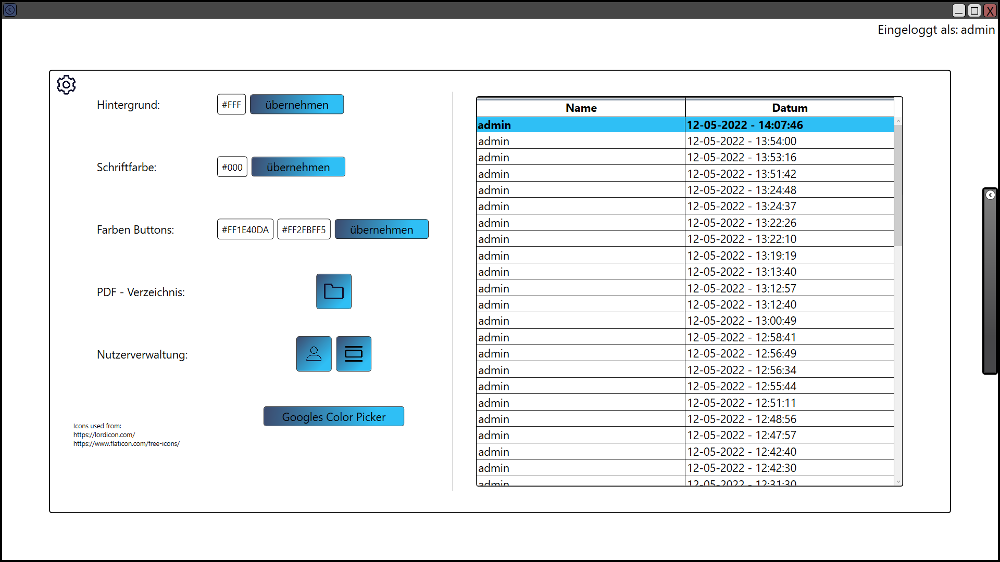 X
Eingeloggt als: admin
Hintergrund: #FFF übernehmen
Schriftfarbe: #000 übernehmen
Farben Buttons: #FF1E40DA #FF2FBFF5 übernehmen
PDF - Verzeichnis:
Nutzerverwaltung:
Googles Color Picker
Icons used from:
https://lordicon.com/
https://www.flaticon.com/free-icons/
Name Datum
admin 12-05-2022 - 14:07:46
admin 12-05-2022 - 13:54:00
admin 12-05-2022 - 13:53:16
admin 12-05-2022 - 13:51:42
admin 12-05-2022 - 13:24:48
admin 12-05-2022 - 13:24:37
admin 12-05-2022 - 13:22:26
admin 12-05-2022 - 13:22:10
admin 12-05-2022 - 13:19:19
admin 12-05-2022 - 13:13:40
admin 12-05-2022 - 13:12:57
admin 12-05-2022 - 13:12:40
admin 12-05-2022 - 13:00:49
admin 12-05-2022 - 12:58:41
admin 12-05-2022 - 12:56:49
admin 12-05-2022 - 12:56:34
admin 12-05-2022 - 12:55:44
admin 12-05-2022 - 12:51:11
admin 12-05-2022 - 12:48:56
admin 12-05-2022 - 12:47:57
admin 12-05-2022 - 12:42:40
admin 12-05-2022 - 12:42:30
admin 12-05-2022 - 12:31:30